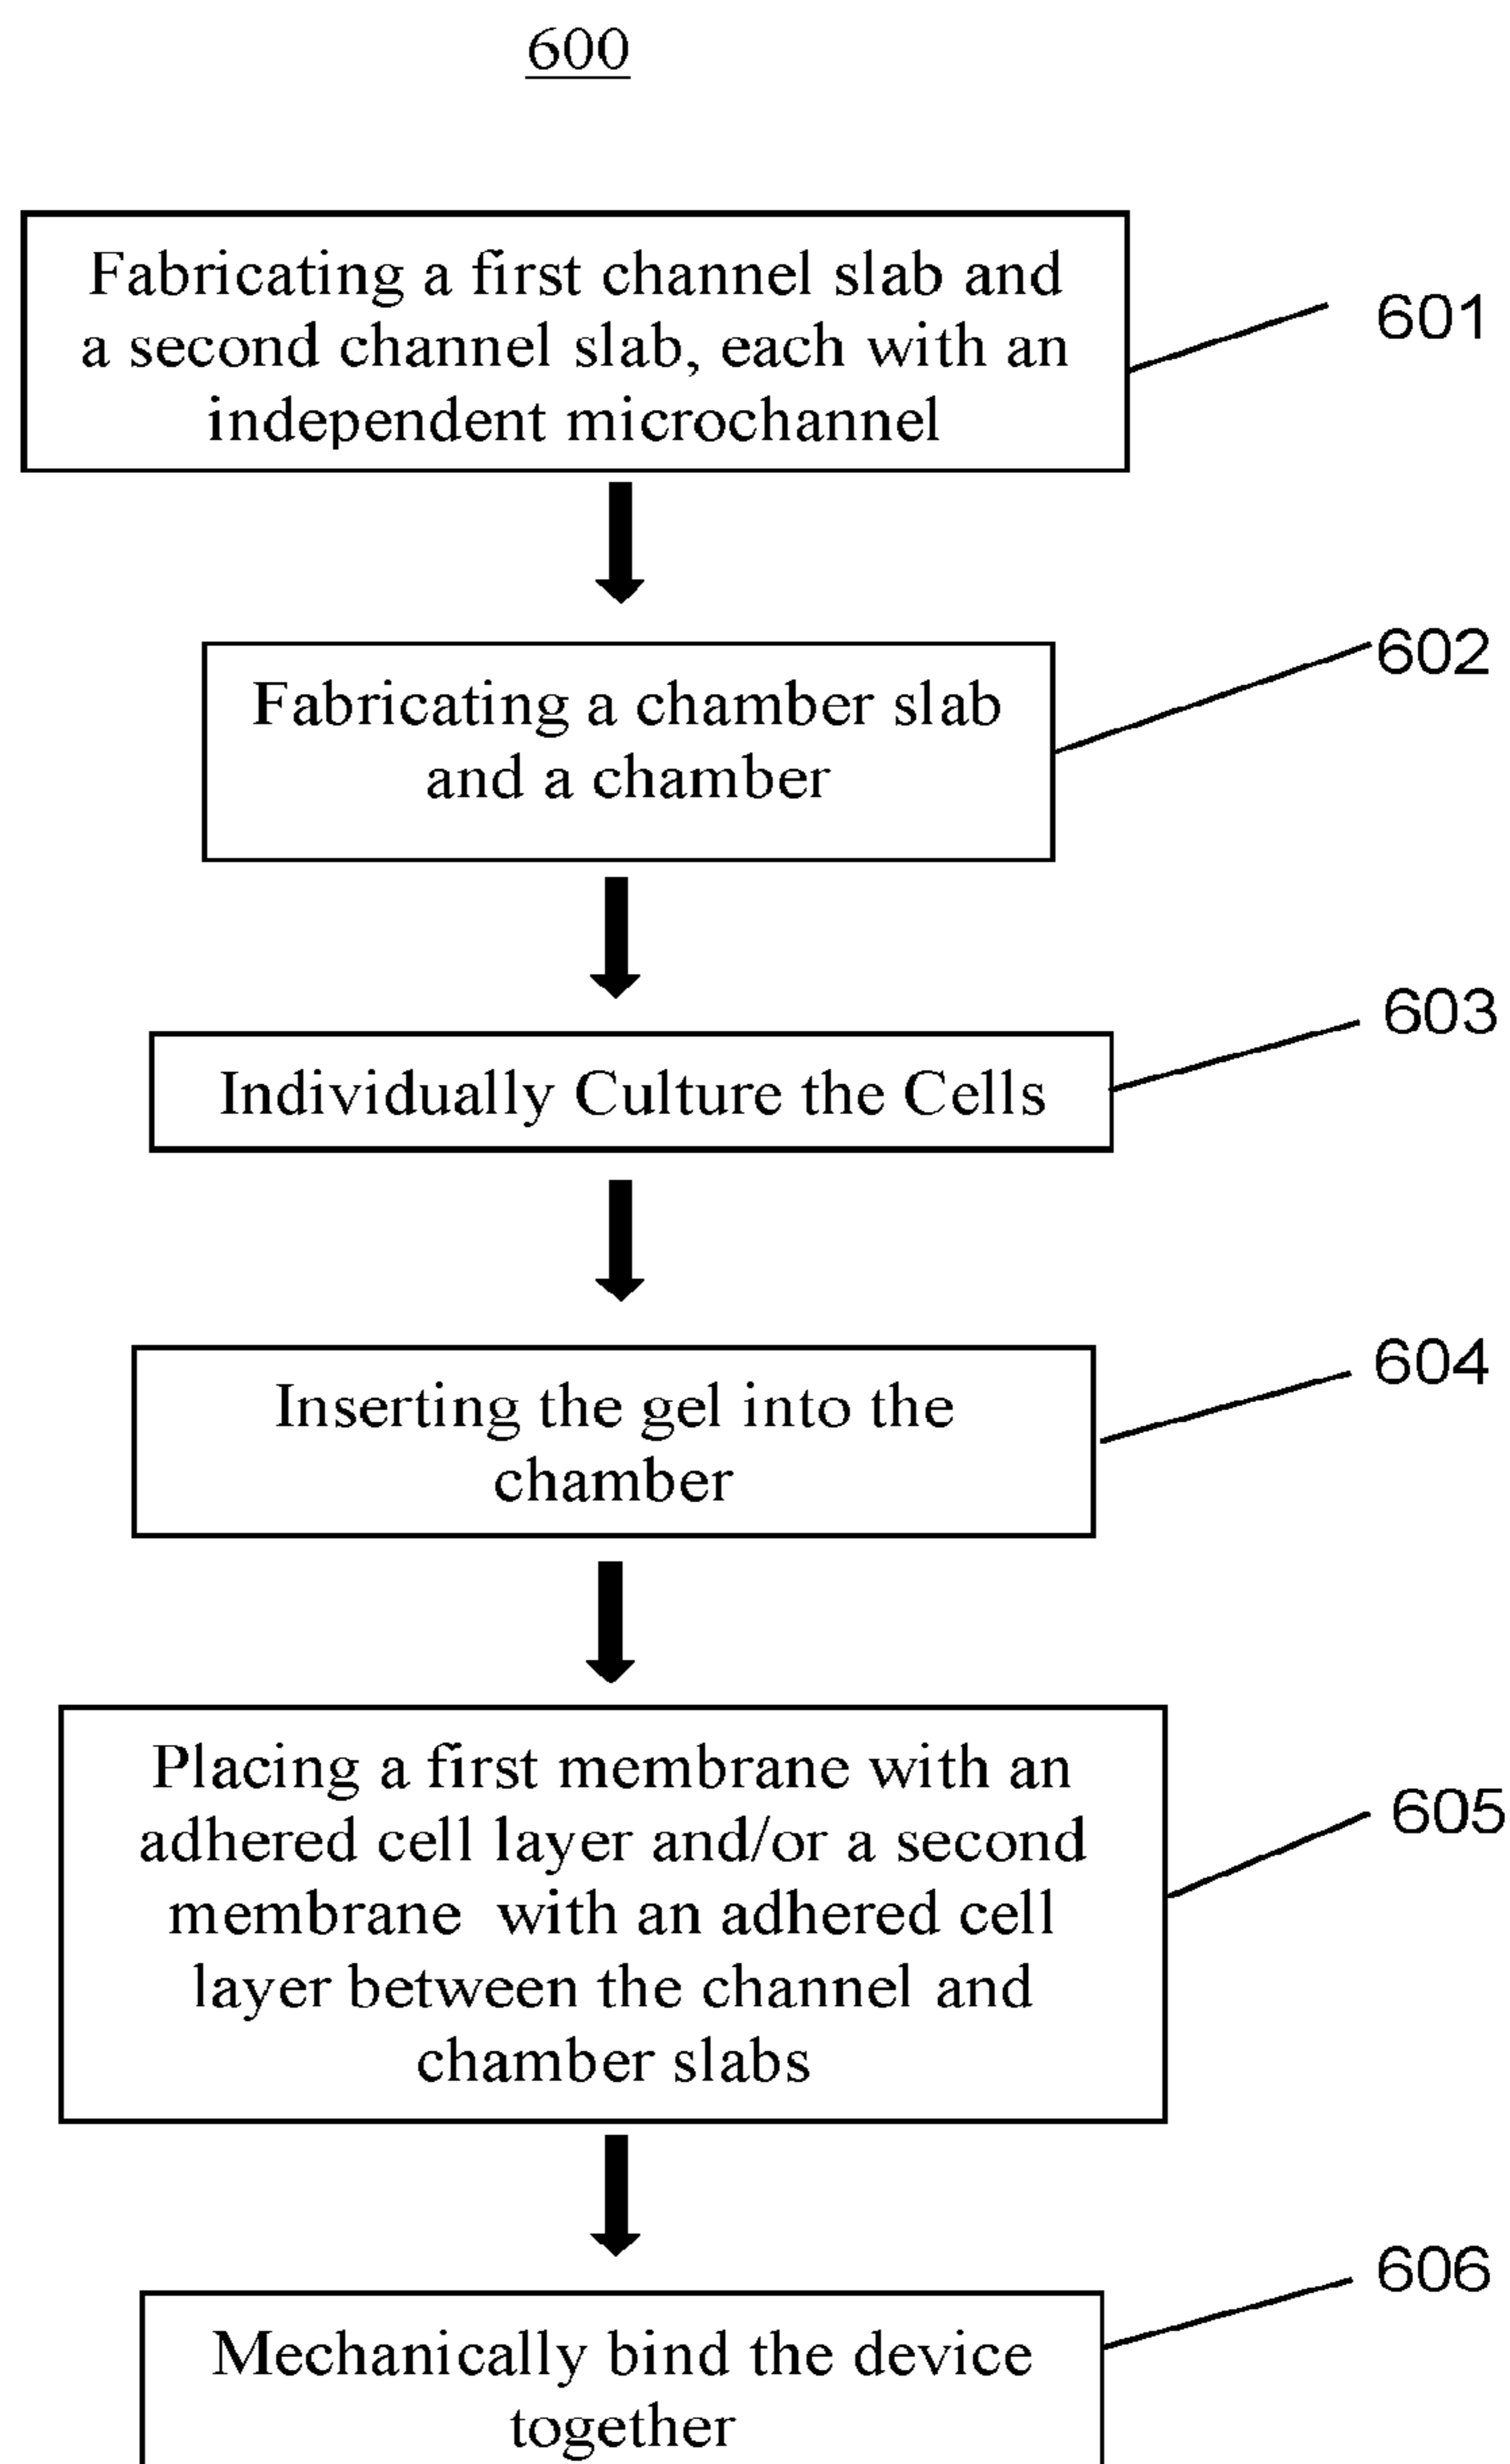 600
Fabricating a first channel slab and
a second channel slab, each with an
independent microchannel
601
Fabricating a chamber slab
and a chamber
602
Individually Culture the Cells
603
Inserting the gel into the
chamber
604
Placing a first membrane with an
adhered cell layer and/or a second
membrane with an adhered cell
layer between the channel and
chamber slabs
605
Mechanically bind the device
together
606